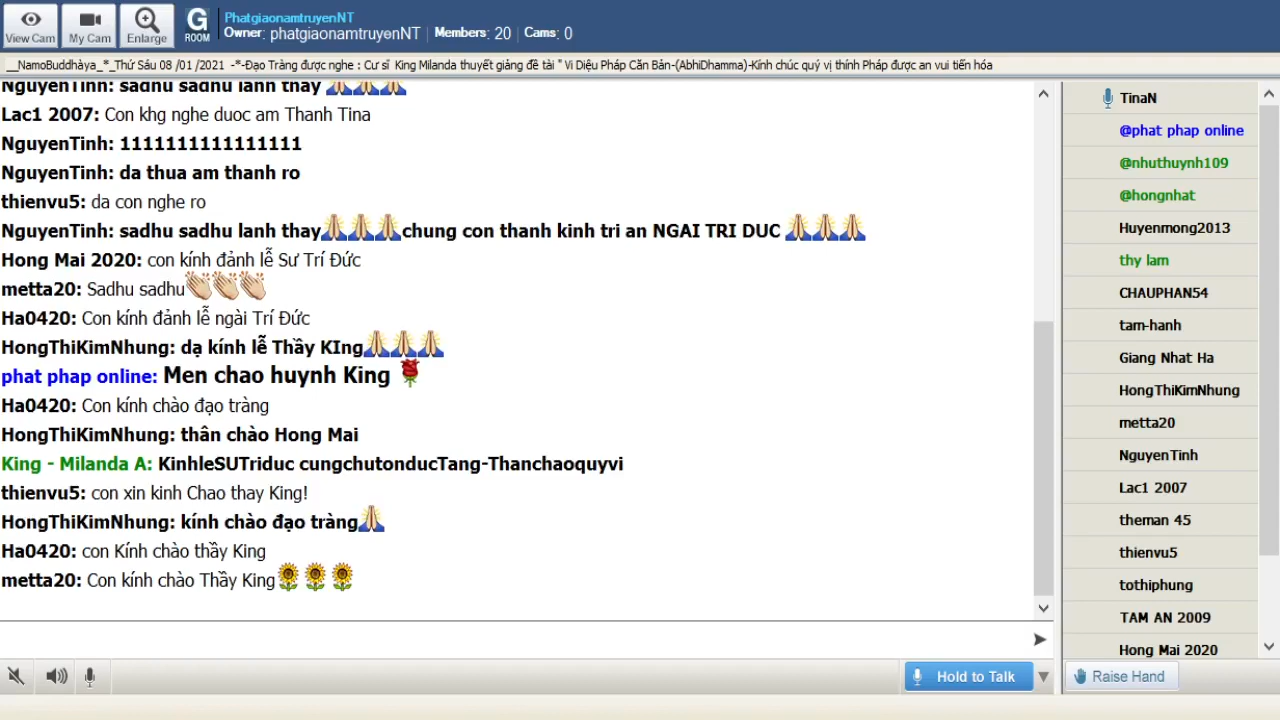 View Cam
My Cam
Enlarge
G
ROOM
PhatgiaonamtruyenNT
Owner: phatgiaonamtruyenNT | Members: 20 | Cams: 0
__NamoBuddhàya_*_Thứ Sáu 08 /01 /2021 -*-Đạo Tràng được nghe : Cư sĩ King Milanda thuyết giảng đề tài " Vi Diệu Pháp Căn Bản-(AbhiDhamma)-Kính chúc quý vị thính Pháp được an vui tiến hóa
NguyenTinh: sadhu sadhu lanh thay 🙏🙏🙏
Lac1 2007: Con khg nghe duoc am Thanh Tina
NguyenTinh: 1111111111111111
NguyenTinh: da thua am thanh ro
thienvu5: da con nghe ro
NguyenTinh: sadhu sadhu lanh thay🙏🙏🙏chung con thanh kinh tri an NGAI TRI DUC 🙏🙏🙏
Hong Mai 2020: con kính đảnh lễ Sư Trí Đức
metta20: Sadhu sadhu👏👏👏
Ha0420: Con kính đảnh lễ ngài Trí Đức
HongThiKimNhung: dạ kính lễ Thầy KIng🙏🙏🙏
phat phap online: Men chao huynh King 🌹
Ha0420: Con kính chào đạo tràng
HongThiKimNhung: thân chào Hong Mai
King - Milanda A: KinhleSUTriduc cungchutonducTang-Thanchaoquyvi
thienvu5: con xin kinh Chao thay King!
HongThiKimNhung: kính chào đạo tràng🙏
Ha0420: con Kính chào thầy King
metta20: Con kính chào Thầy King🌻🌻🌻
Hold to Talk
TinaN
@phat phap online
@nhuthuynh109
@hongnhat
Huyenmong2013
thy lam
CHAUPHAN54
tam-hanh
Giang Nhat Ha
HongThiKimNhung
metta20
NguyenTinh
Lac1 2007
theman 45
thienvu5
tothiphung
TAM AN 2009
Hong Mai 2020
Raise Hand